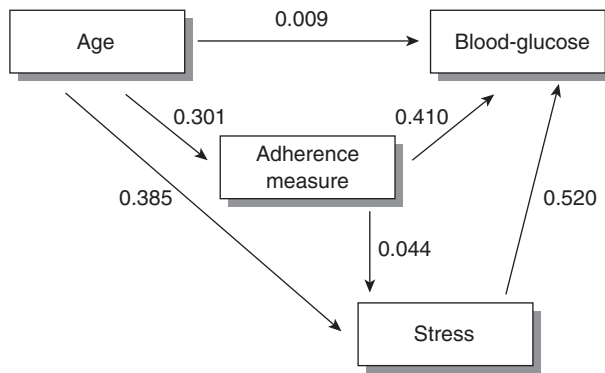 0.009
Age
Blood-glucose
0.301
0.410
Adherence
measure
0.385
0.520
0.044
Stress